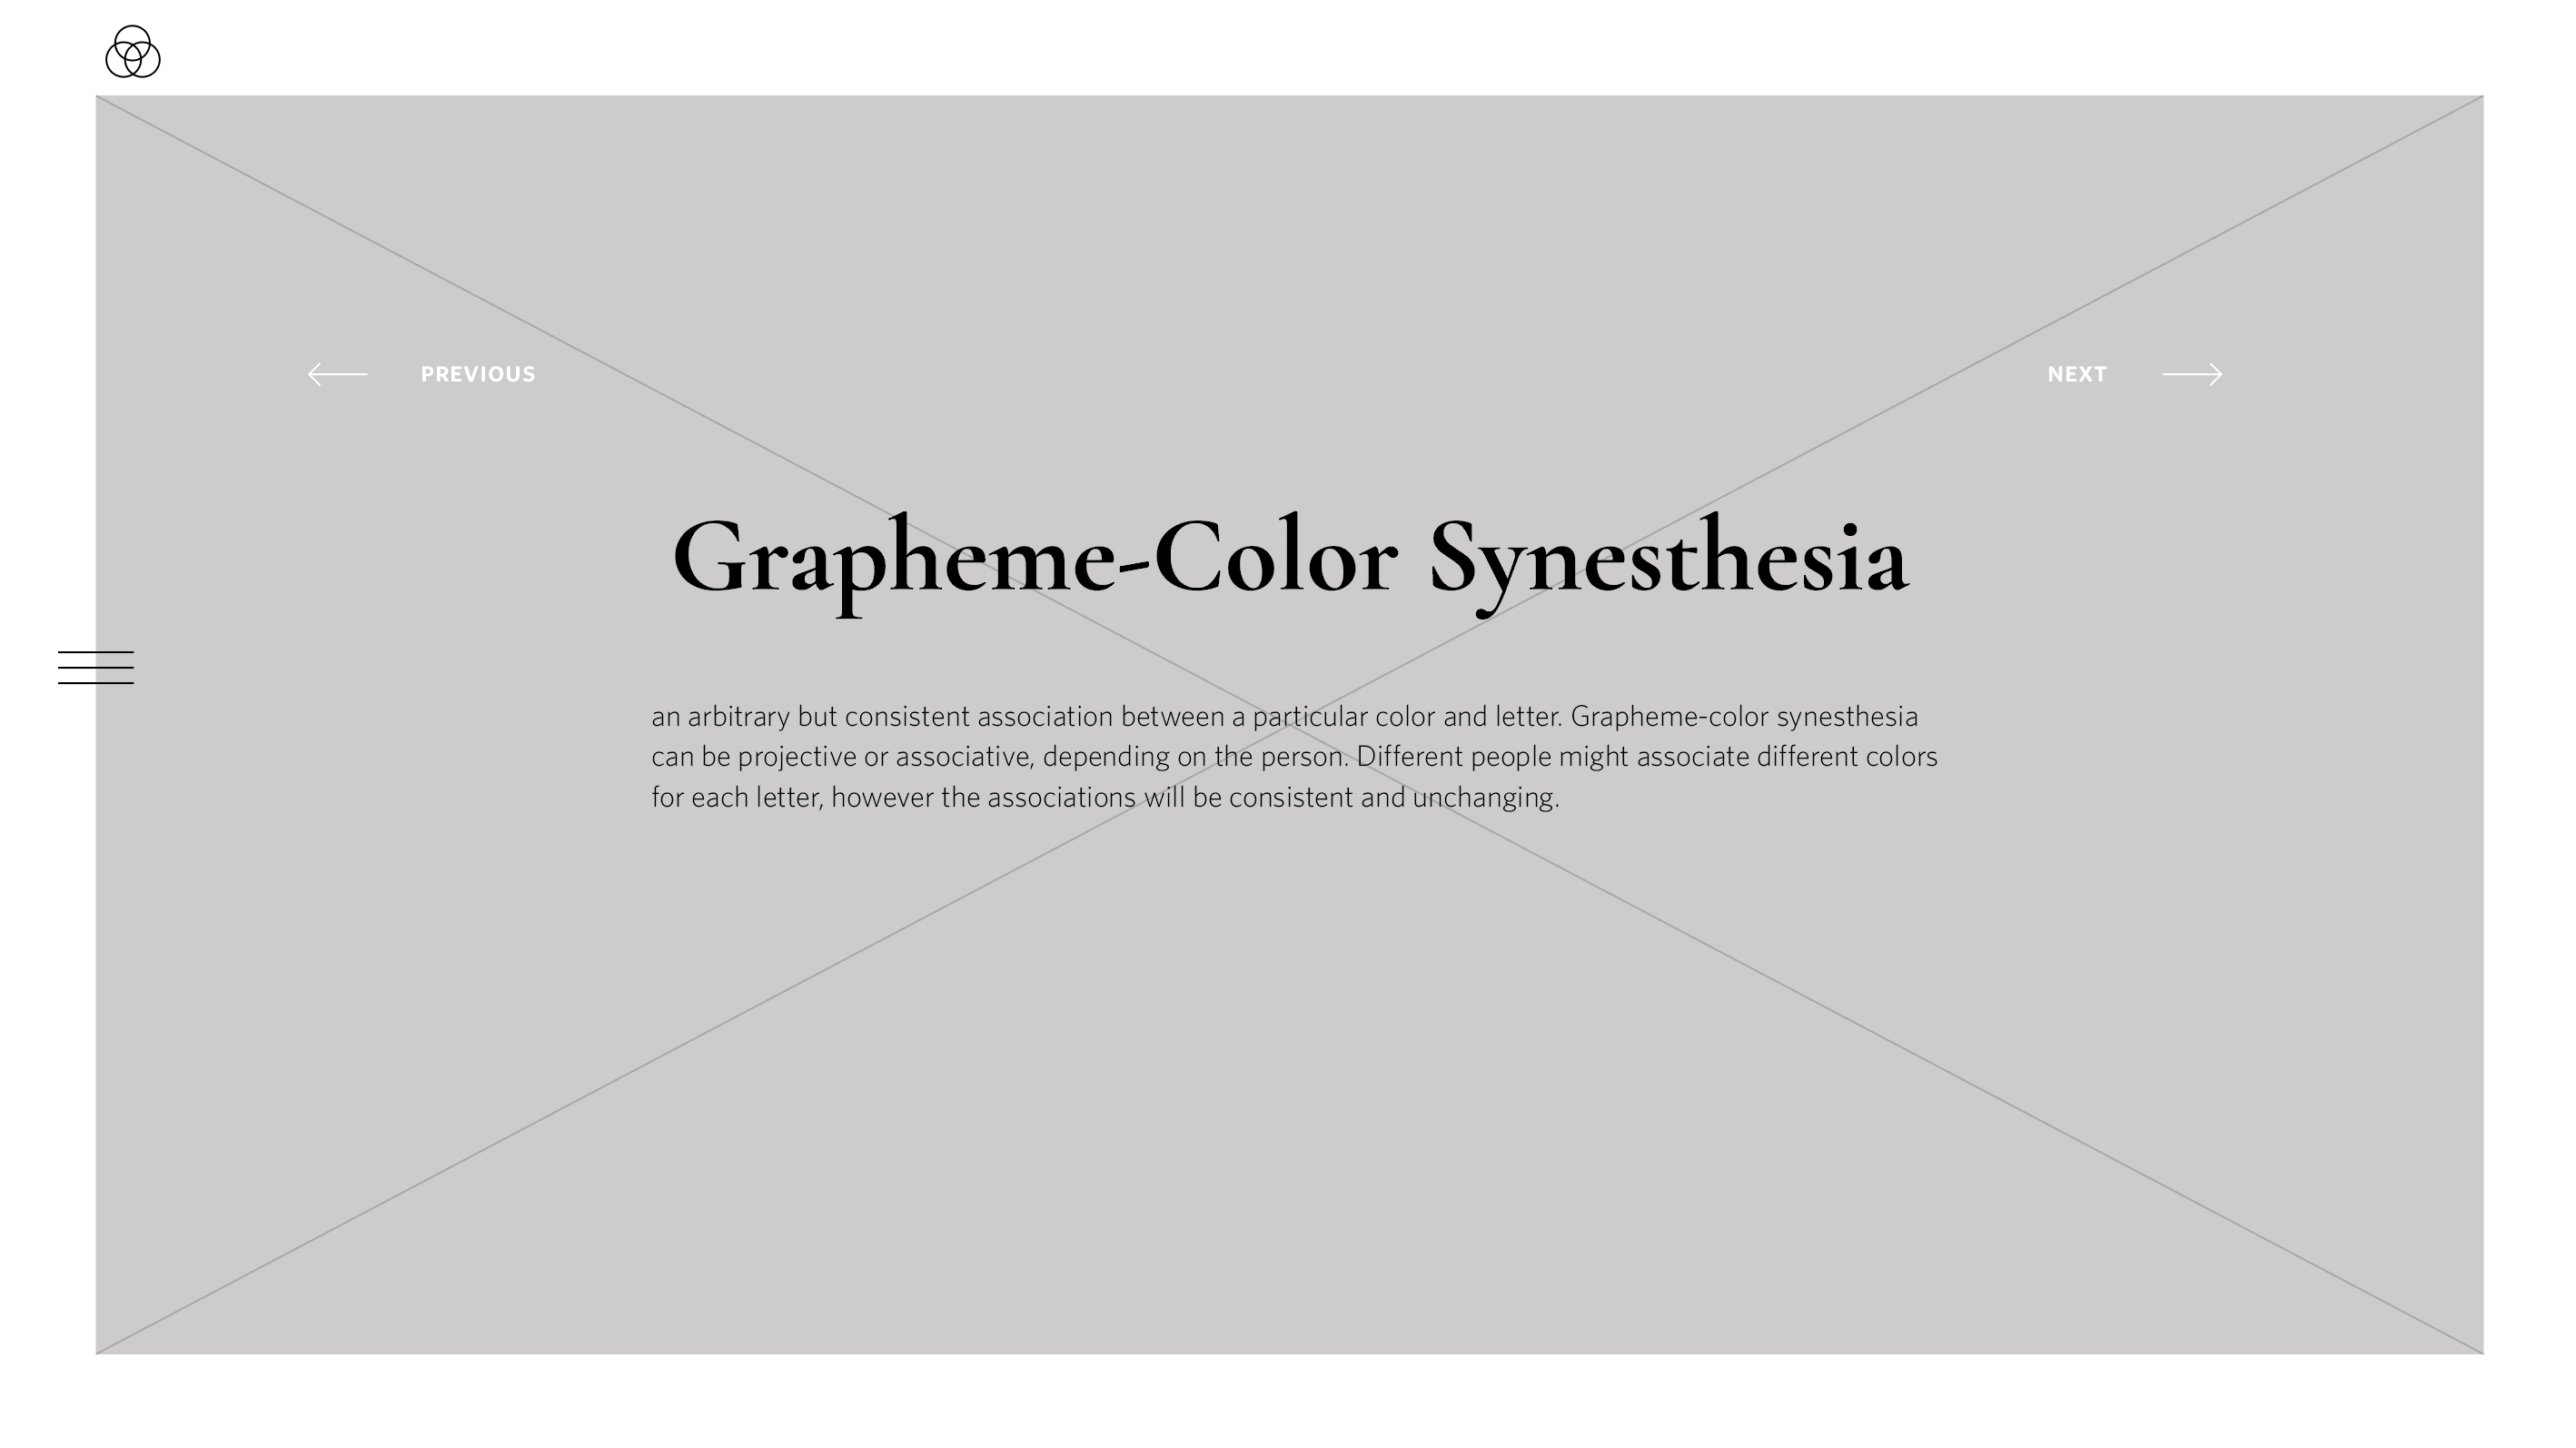 PREVIOUS
NEXT
Grapheme-Color Synesthesia
an arbitrary but consistent association between a particular color and letter. Grapheme-color synesthesia
can be projective or associative, depending on the person. Different people might associate different colors
for each letter, however the associations will be consistent and unchanging.